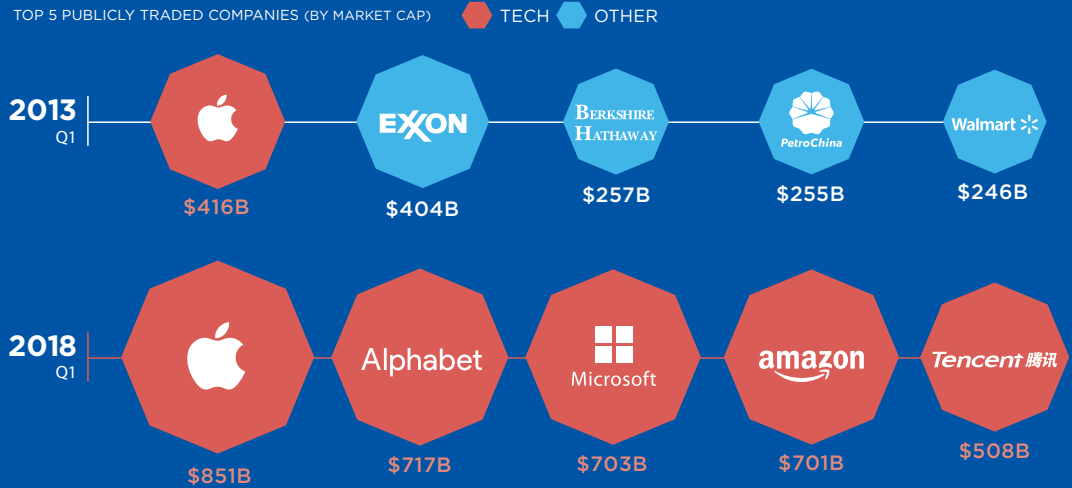 TOP 5 PUBLICLY TRADED COMPANIES (BY MARKET CAP) TECH OTHER
2013
Q1
EXXON
BERKSHIRE
HATHAWAY
PetroChina
Walmart
$416B
$404B
$257B
$255B
$246B
2018
Q1
Alphabet
Microsoft
amazon
Tencent 腾讯
$851B
$717B
$703B
$701B
$508B